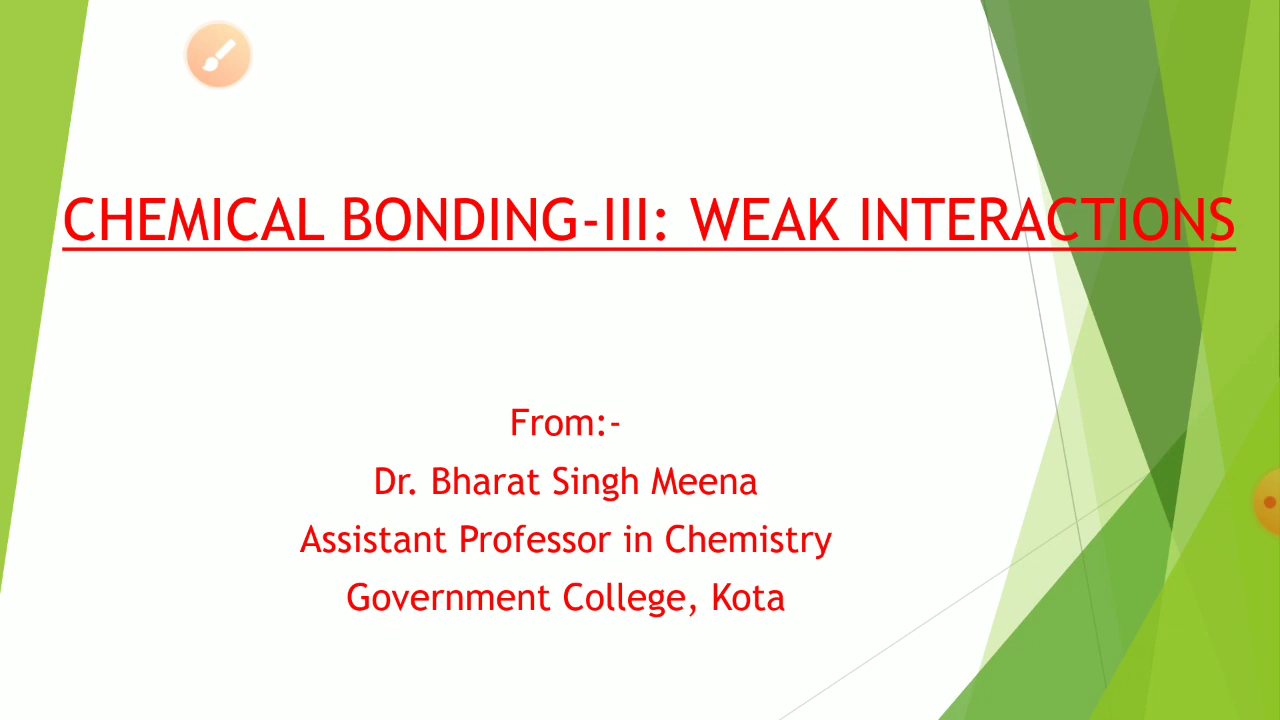 CHEMICAL BONDING-III: WEAK INTERACTIONS
From:-
Dr. Bharat Singh Meena
Assistant Professor in Chemistry
Government College, Kota